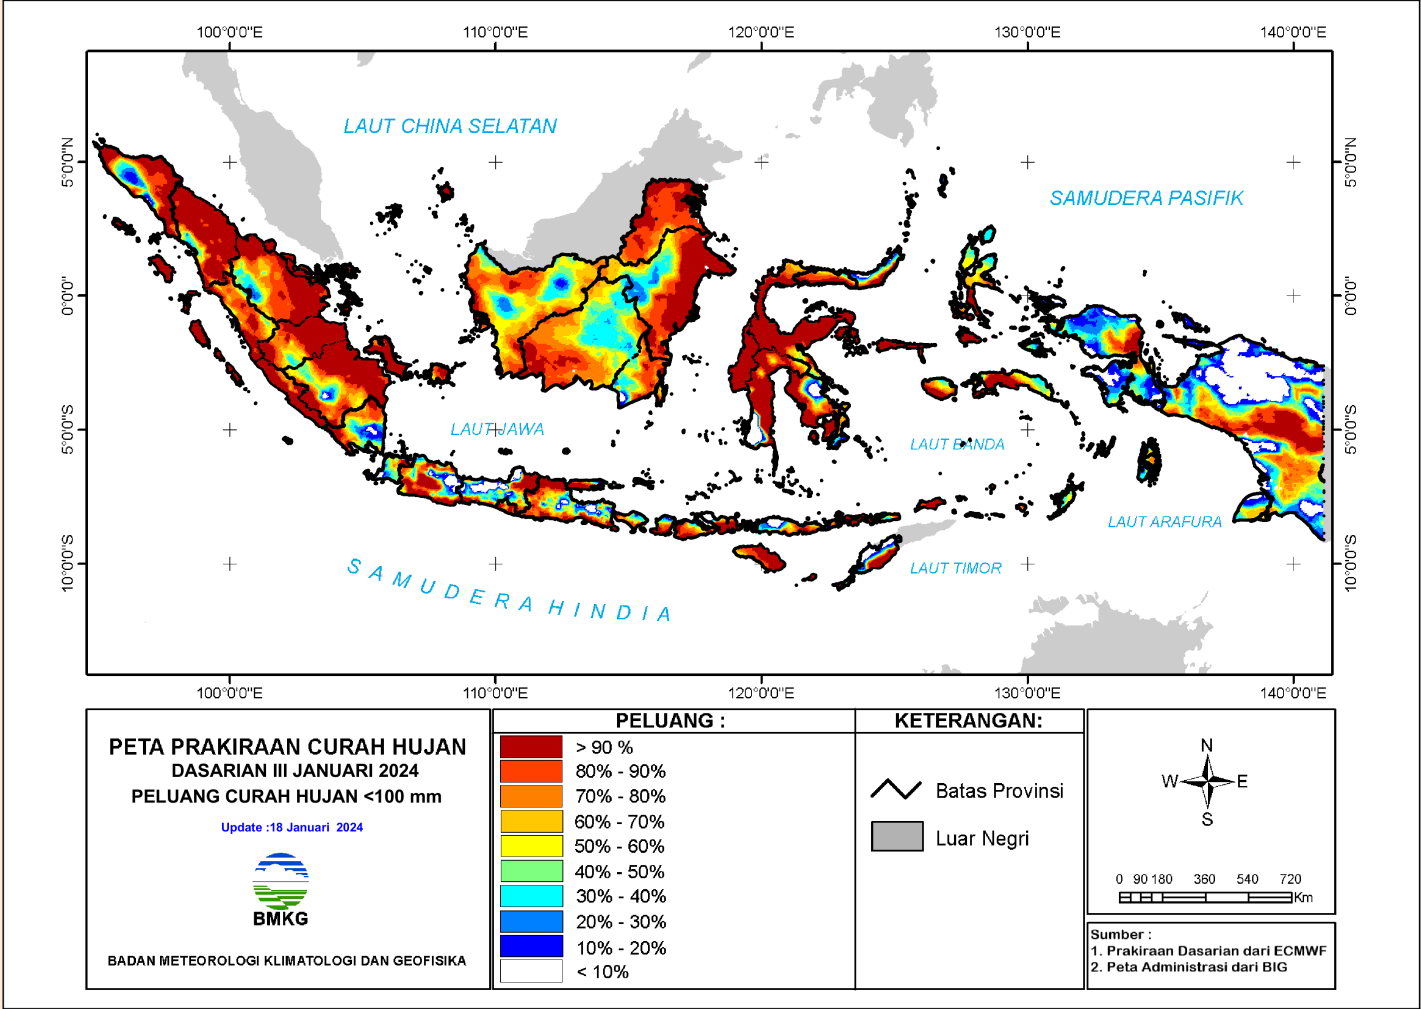 100°0'0"E 110°0'0"E 120°0'0"E 130°0'0"E 140°0'0"E
5°0'0"N
0°0'0"
5°0'0"S
10°0'0"S
LAUT CHINA SELATAN
SAMUDERA PASIFIK
LAUT JAWA
LAUT BANDA
LAUT ARAFURA
LAUT TIMOR
SAMUDERA HINDIA
5°0'0"N
0°0'0"
5°0'0"S
10°0'0"S
100°0'0"E 110°0'0"E 120°0'0"E 130°0'0"E 140°0'0"E
PETA PRAKIRAAN CURAH HUJAN
DASARIAN III JANUARI 2024
PELUANG CURAH HUJAN <100 mm
Update :18 Januari 2024
BMKG
BADAN METEOROLOGI KLIMATOLOGI DAN GEOFISIKA
PELUANG :
> 90 %
80% - 90%
70% - 80%
60% - 70%
50% - 60%
40% - 50%
30% - 40%
20% - 30%
10% - 20%
< 10%
KETERANGAN:
Batas Provinsi
Luar Negri
N
W E
S
0 90 180 360 540 720
Km
Sumber :
1. Prakiraan Dasarian dari ECMWF
2. Peta Administrasi dari BIG